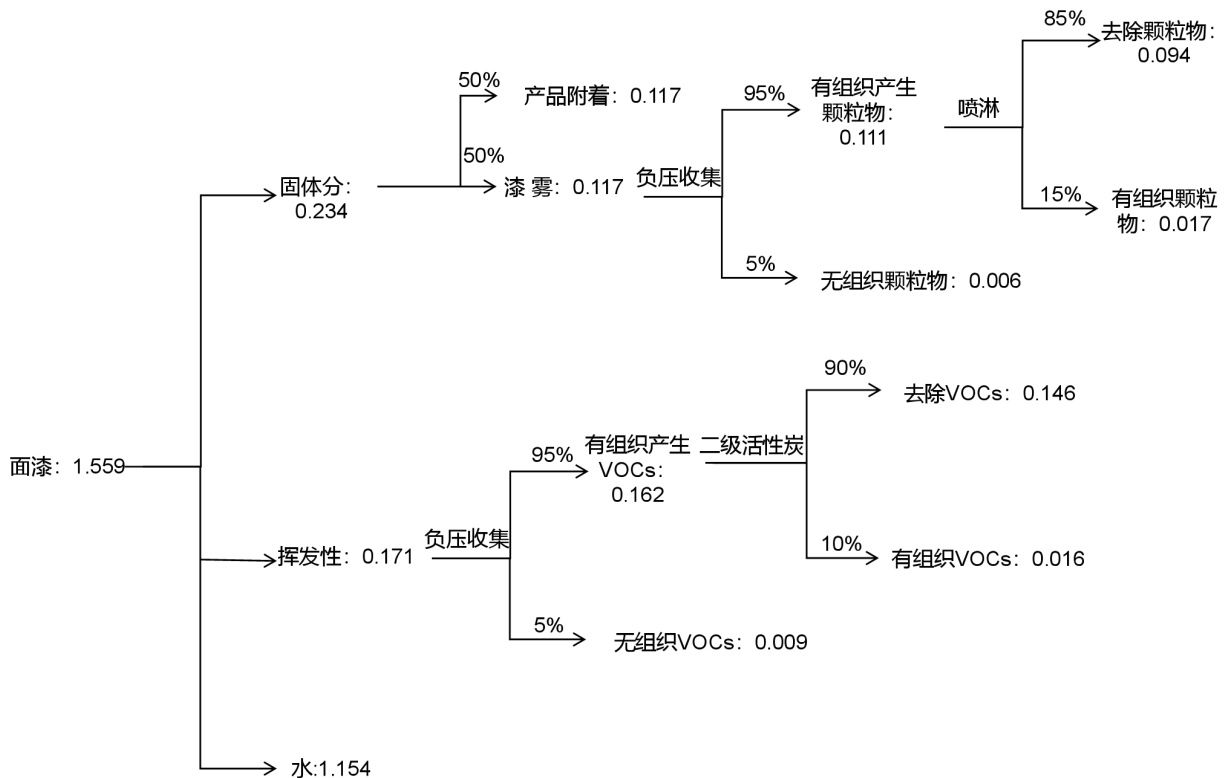 85%
去除颗粒物：
0.094
50%
产品附着：0.117
95%
有组织产生
颗粒物：
0.111
喷淋
50%
固体分：
0.234
漆 雾：0.117
负压收集
15%
有组织颗粒
物：0.017
5%
无组织颗粒物：0.006
90%
去除VOCs：0.146
面漆：1.559
95%
有组织产生
VOCs：
0.162
二级活性炭
挥发性：0.171
负压收集
10%
有组织VOCs：0.016
5%
无组织VOCs：0.009
水:1.154